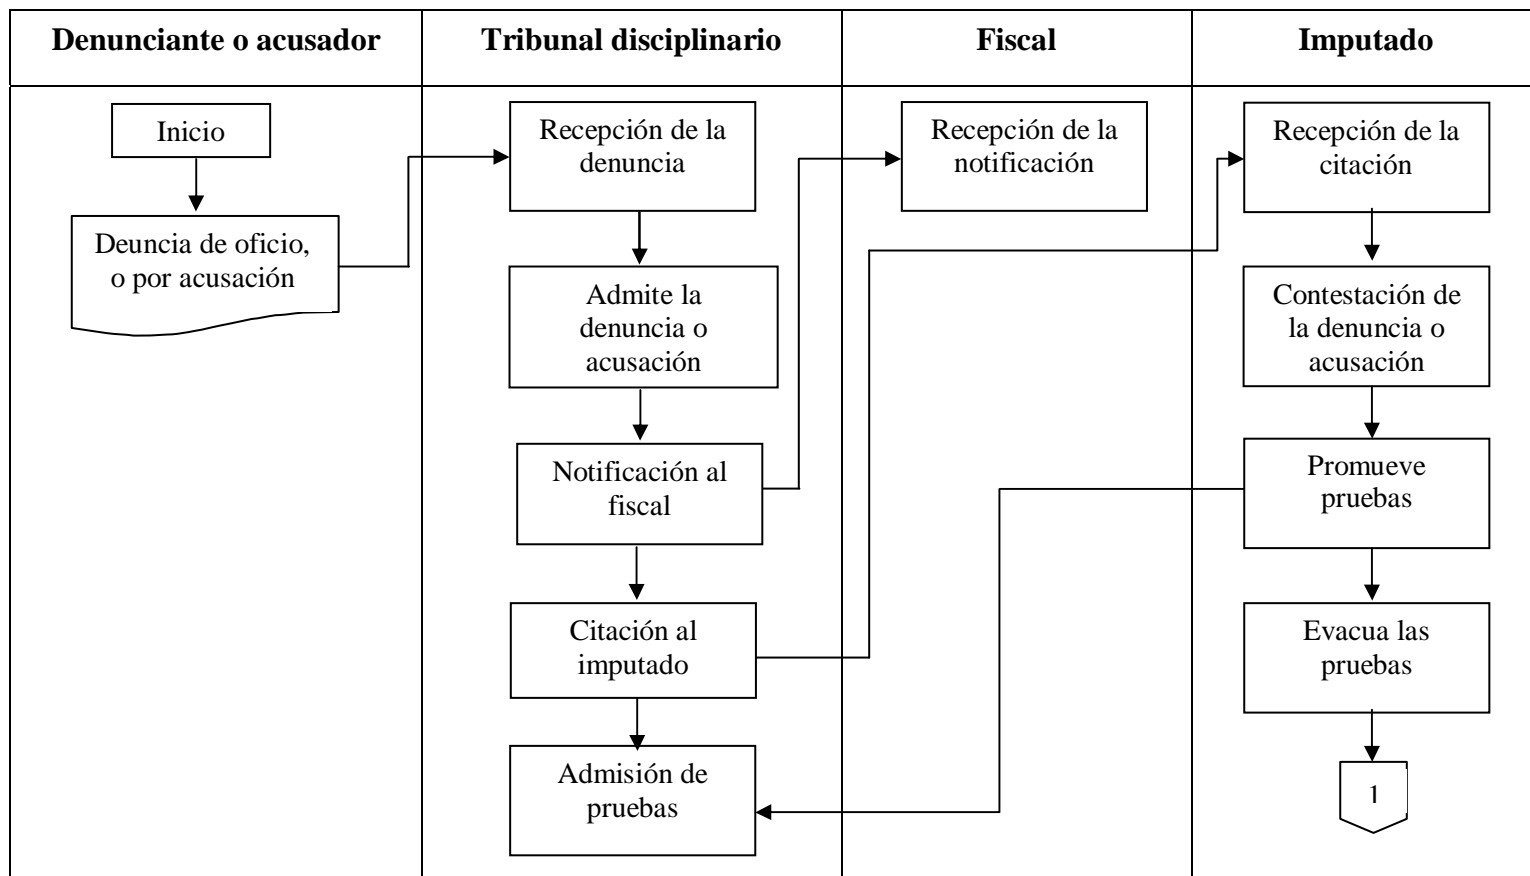 Denunciante o acusador
Tribunal disciplinario
Fiscal
Imputado
Inicio
Deuncia de oficio,
o por acusación
Recepción de la
denuncia
Admite la
denuncia o
acusación
Notificación al
fiscal
Citación al
imputado
Admisión de
pruebas
Recepción de la
notificación
Recepción de la
citación
Contestación de
la denuncia o
acusación
Promueve
pruebas
Evacua las
pruebas
1